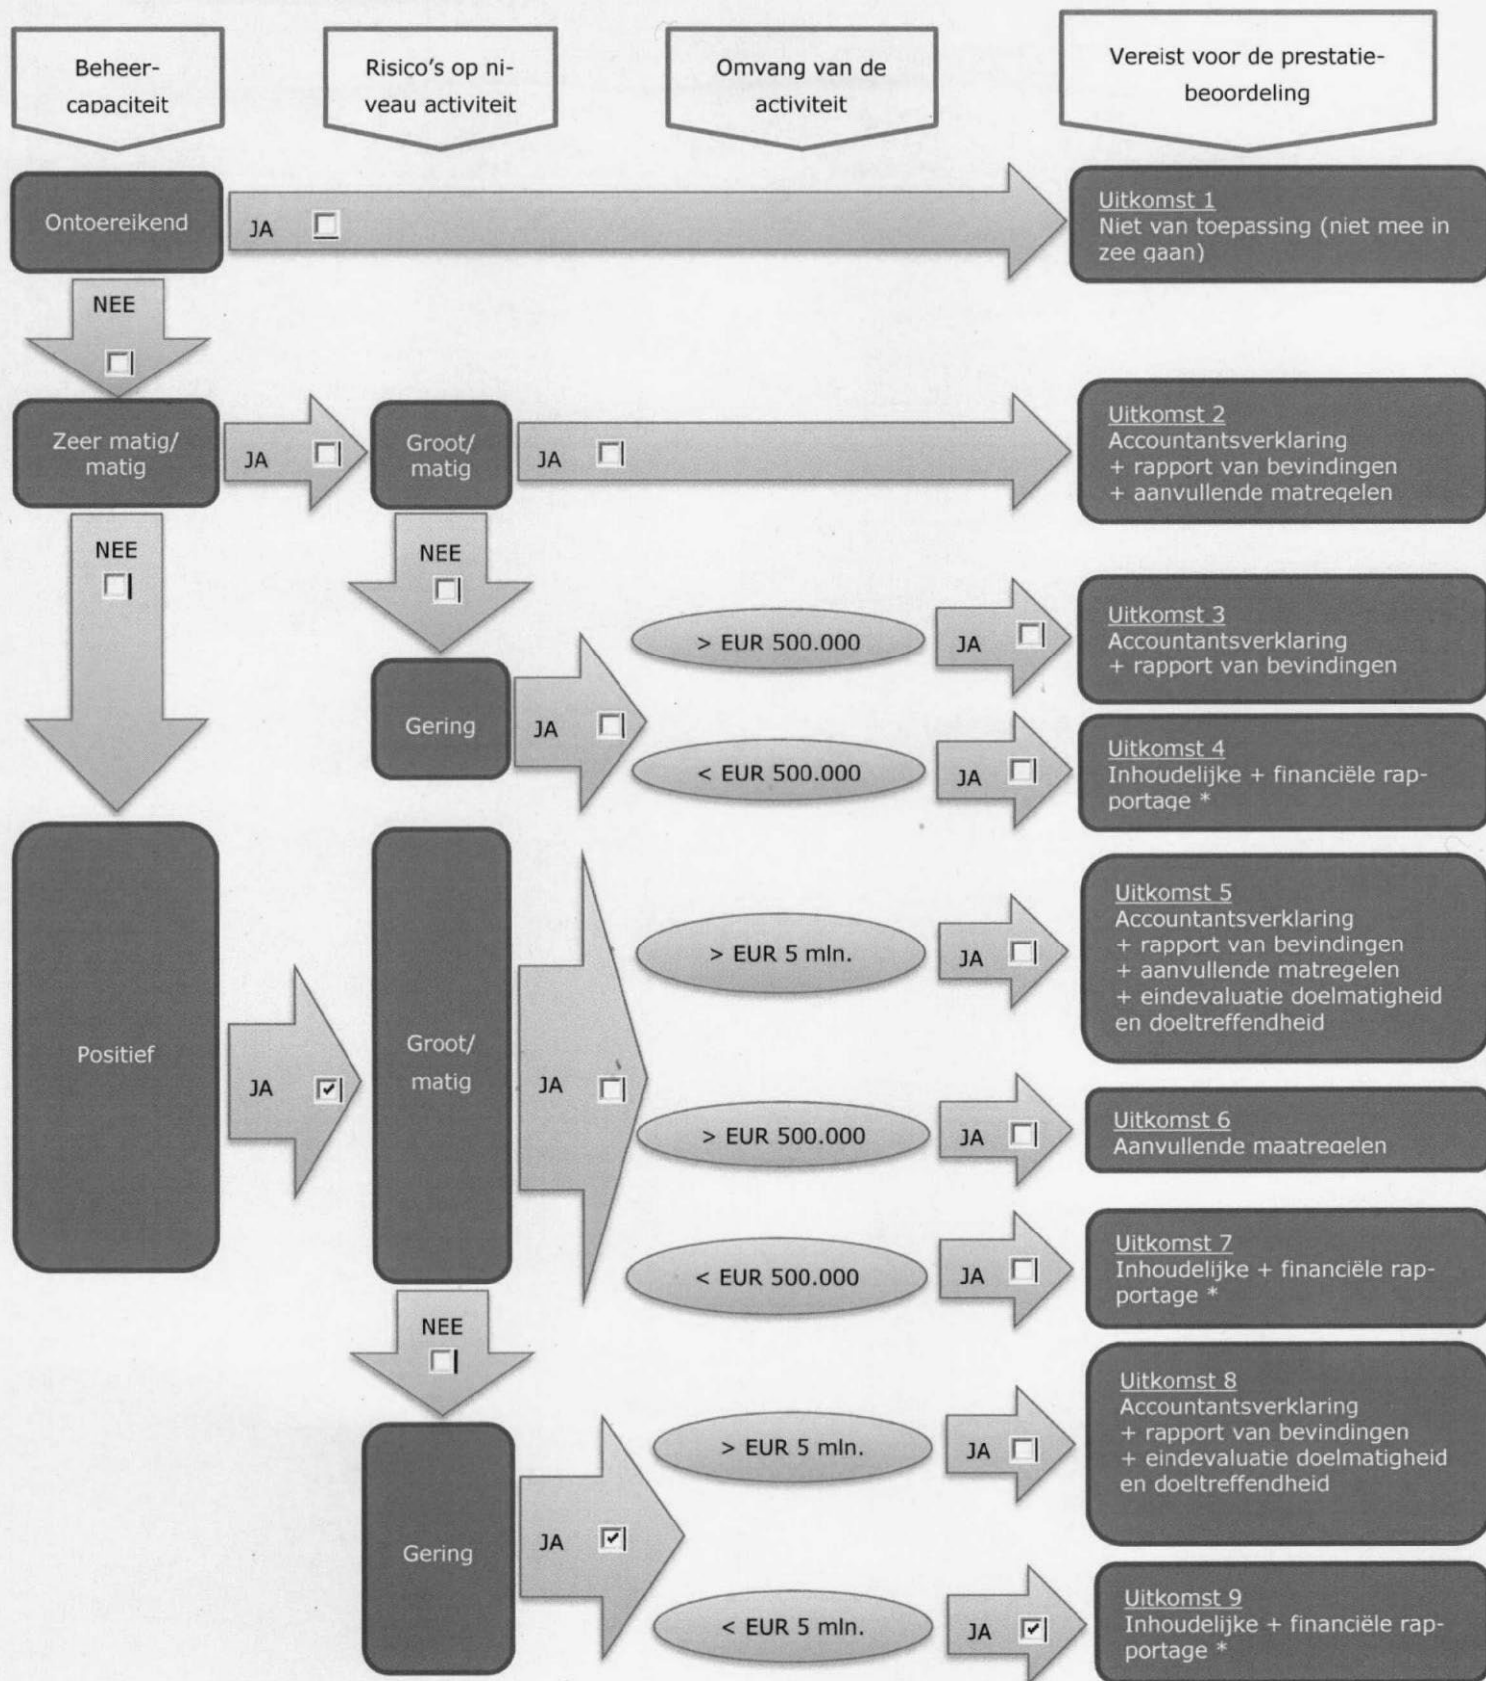 Beheer-
capaciteit
Risico's op ni-
veau activiteit
Omvang van de
activiteit
Vereist voor de prestatie-
beoordeling
Ontoereikend
JA
Uitkomst 1
Niet van toepassing (niet mee in
zee gaan)
NEE
Zeer matig/
matig
JA
Groot/
matig
JA
Uitkomst 2
Accountantsverklaring
+ rapport van bevindingen
+ aanvullende matregelen
NEE
NEE
> EUR 500.000
JA
Uitkomst 3
Accountantsverklaring
+ rapport van bevindingen
Gering
JA
< EUR 500.000
JA
Uitkomst 4
Inhoudelijke + financiële rap-
portage *
> EUR 5 mln.
JA
Uitkomst 5
Accountantsverklaring
+ rapport van bevindingen
+ aanvullende matregelen
+ eindevaluatie doelmatigheid
en doeltreffendheid
Positief
JA
Groot/
matig
JA
> EUR 500.000
JA
Uitkomst 6
Aanvullende maatregelen
< EUR 500.000
JA
Uitkomst 7
Inhoudelijke + financiële rap-
portage *
NEE
> EUR 5 mln.
JA
Uitkomst 8
Accountantsverklaring
+ rapport van bevindingen
+ eindevaluatie doelmatigheid
en doeltreffendheid
Gering
JA
< EUR 5 mln.
JA
Uitkomst 9
Inhoudelijke + financiële rap-
portage *